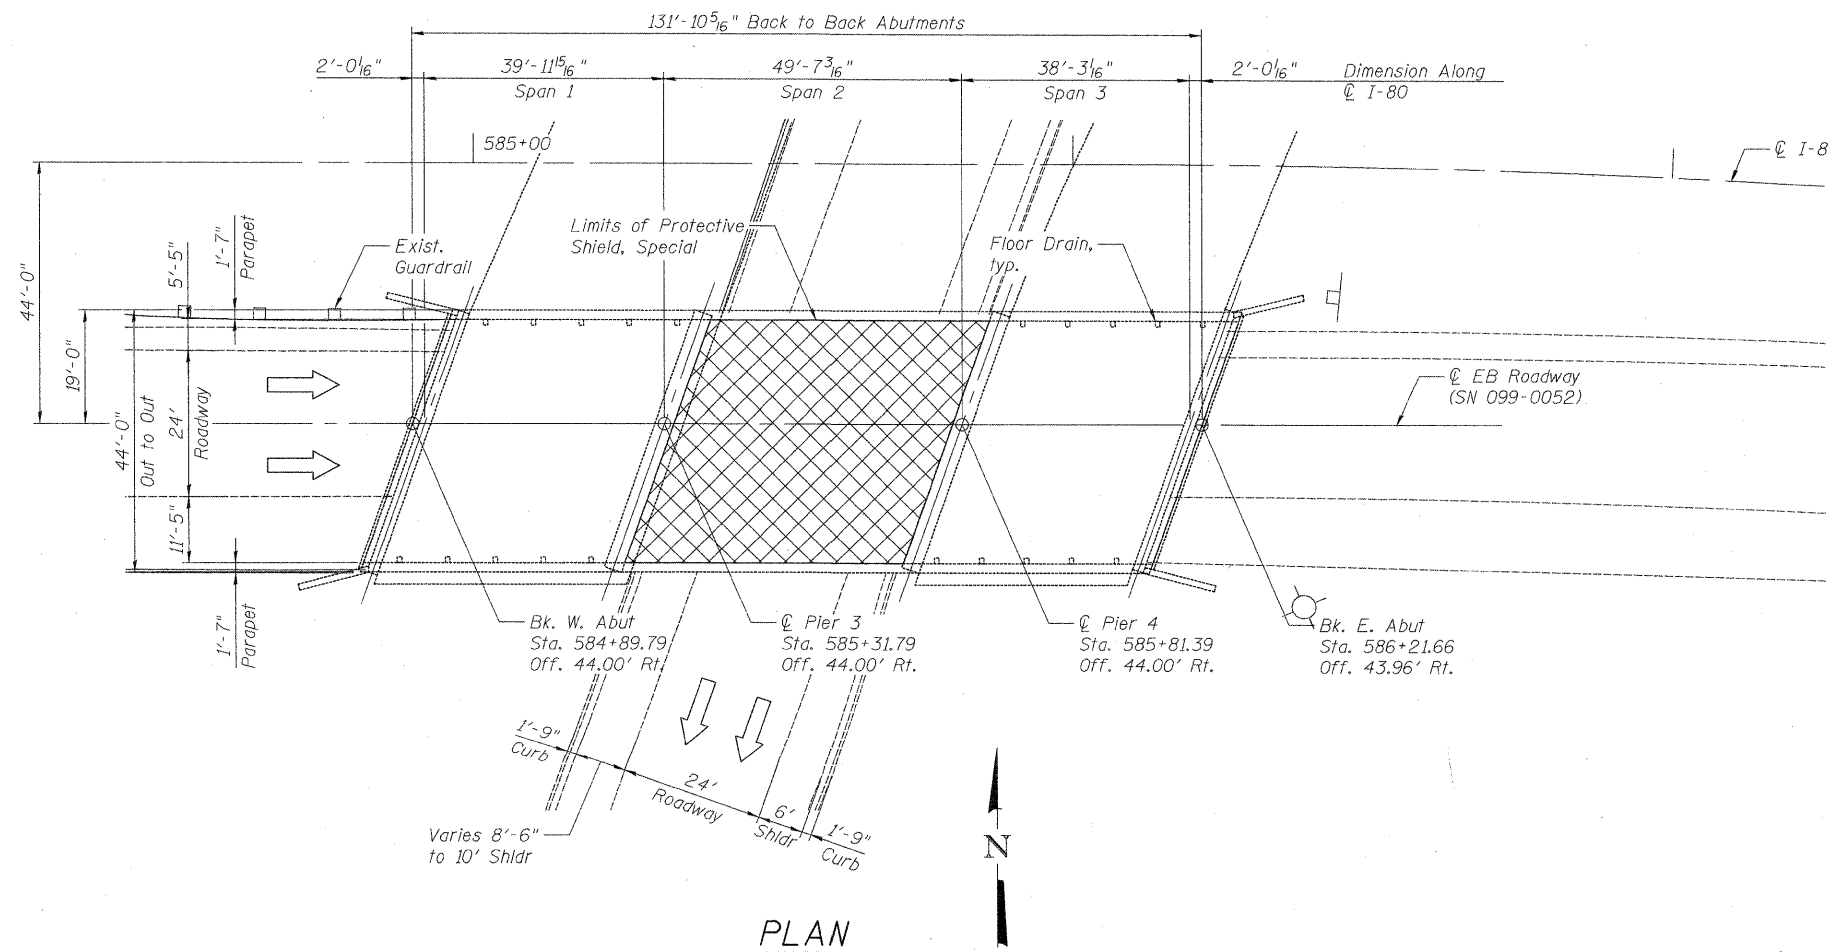 131'-10 5/16" Back to Back Abutments
2'-0 1/16"
39'-11 15/16"
49'-7 3/16"
38'-3 1/16"
2'-0 1/16"
Dimension Along
℄ I-80
Span 1
Span 2
Span 3
585+00
℄ I-8
44'-0"
5'-5"
1'-7"
Parapet
Exist.
Guardrail
Limits of Protective
Shield, Special
Floor Drain,
typ.
19'-0"
44'-0"
Out to Out
24'
Roadway
11'-5"
1'-7"
Parapet
℄ EB Roadway
(SN 099-0052)
Bk. W. Abut
Sta. 584+89.79
Off. 44.00' Rt.
℄ Pier 3
Sta. 585+31.79
Off. 44.00' Rt.
℄ Pier 4
Sta. 585+81.39
Off. 44.00' Rt.
Bk. E. Abut
Sta. 586+21.66
Off. 43.96' Rt.
1'-9"
Curb
24'
Roadway
6'
Shldr
1'-9"
Curb
Varies 8'-6"
to 10' Shldr
N
PLAN